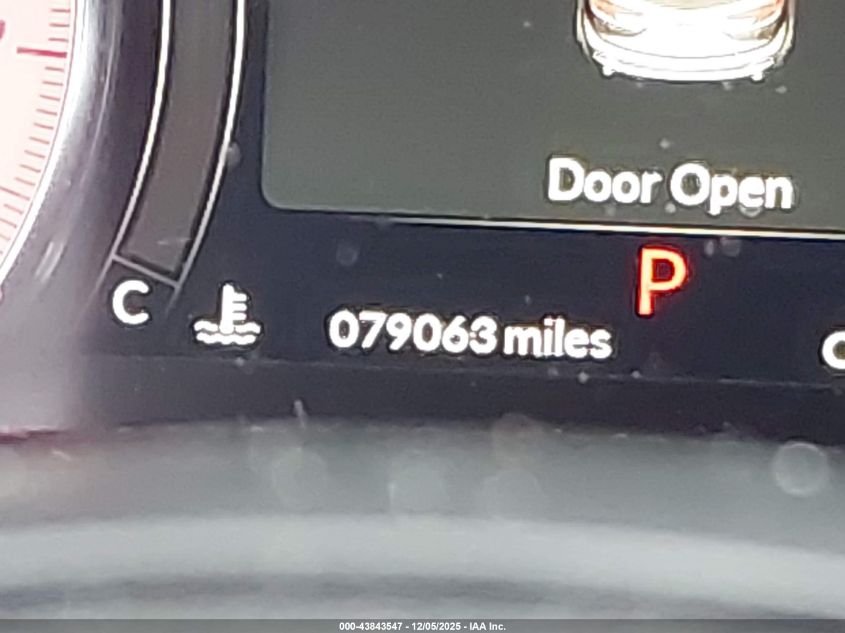 Door Open
P
C
079063 miles
000-43843547 - 12/05/2025 - IAA Inc.